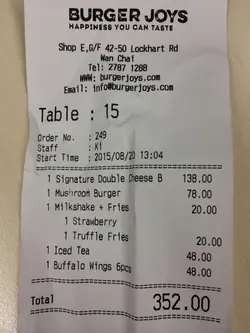 BURGER JOYS
HAPPINESS YOU CAN TASTE
Shop E,G/F 42-50 Lockhart Rd
Wan Chai
Tel: 2787 1288
WWW: burgerjoys.com
Email: info@burgerjoys.com
Table : 15
Order No. : 249
Staff : K1
Start Time : 2015/08/20 13:04
1 Signature Double Cheese B 138.00
1 Mushroom Burger 78.00
1 Milkshake + Fries 20.00
1 Strawberry
1 Truffle Fries 20.00
1 Iced Tea 48.00
1 Buffalo Wings 6pcs 48.00
Total 352.00